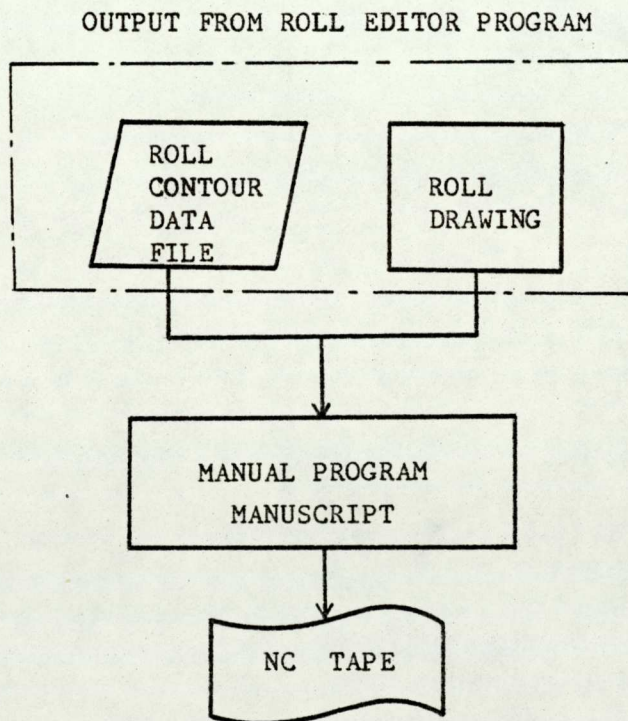 OUTPUT FROM ROLL EDITOR PROGRAM
ROLL
CONTOUR
DATA
FILE
ROLL
DRAWING
MANUAL PROGRAM
MANUSCRIPT
NC TAPE